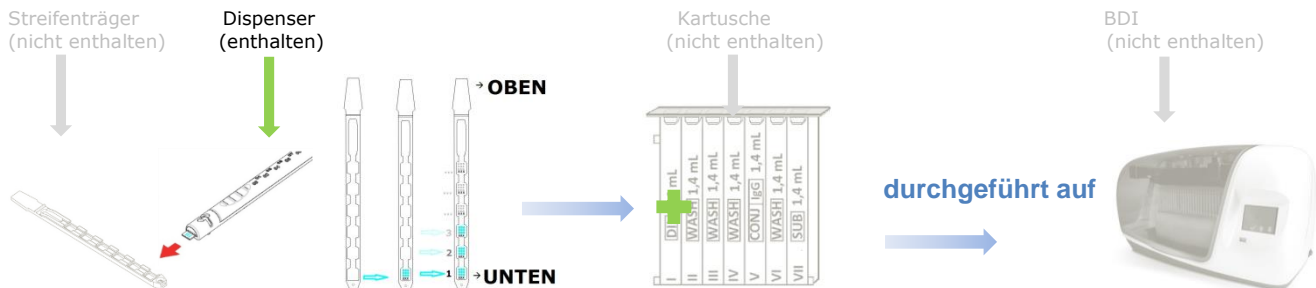 Streifenträger
(nicht enthalten)
Dispenser
(enthalten)
OBEN
3
2
1
UNTEN
Kartusche
(nicht enthalten)
I DI mL
II WASH 1,4 mL
III WASH 1,4 mL
IV WASH 1,4 mL
V CONJ IgG 1,4 mL
VI WASH 1,4 mL
VII SUB 1,4 mL
durchgeführt auf
BDI
(nicht enthalten)